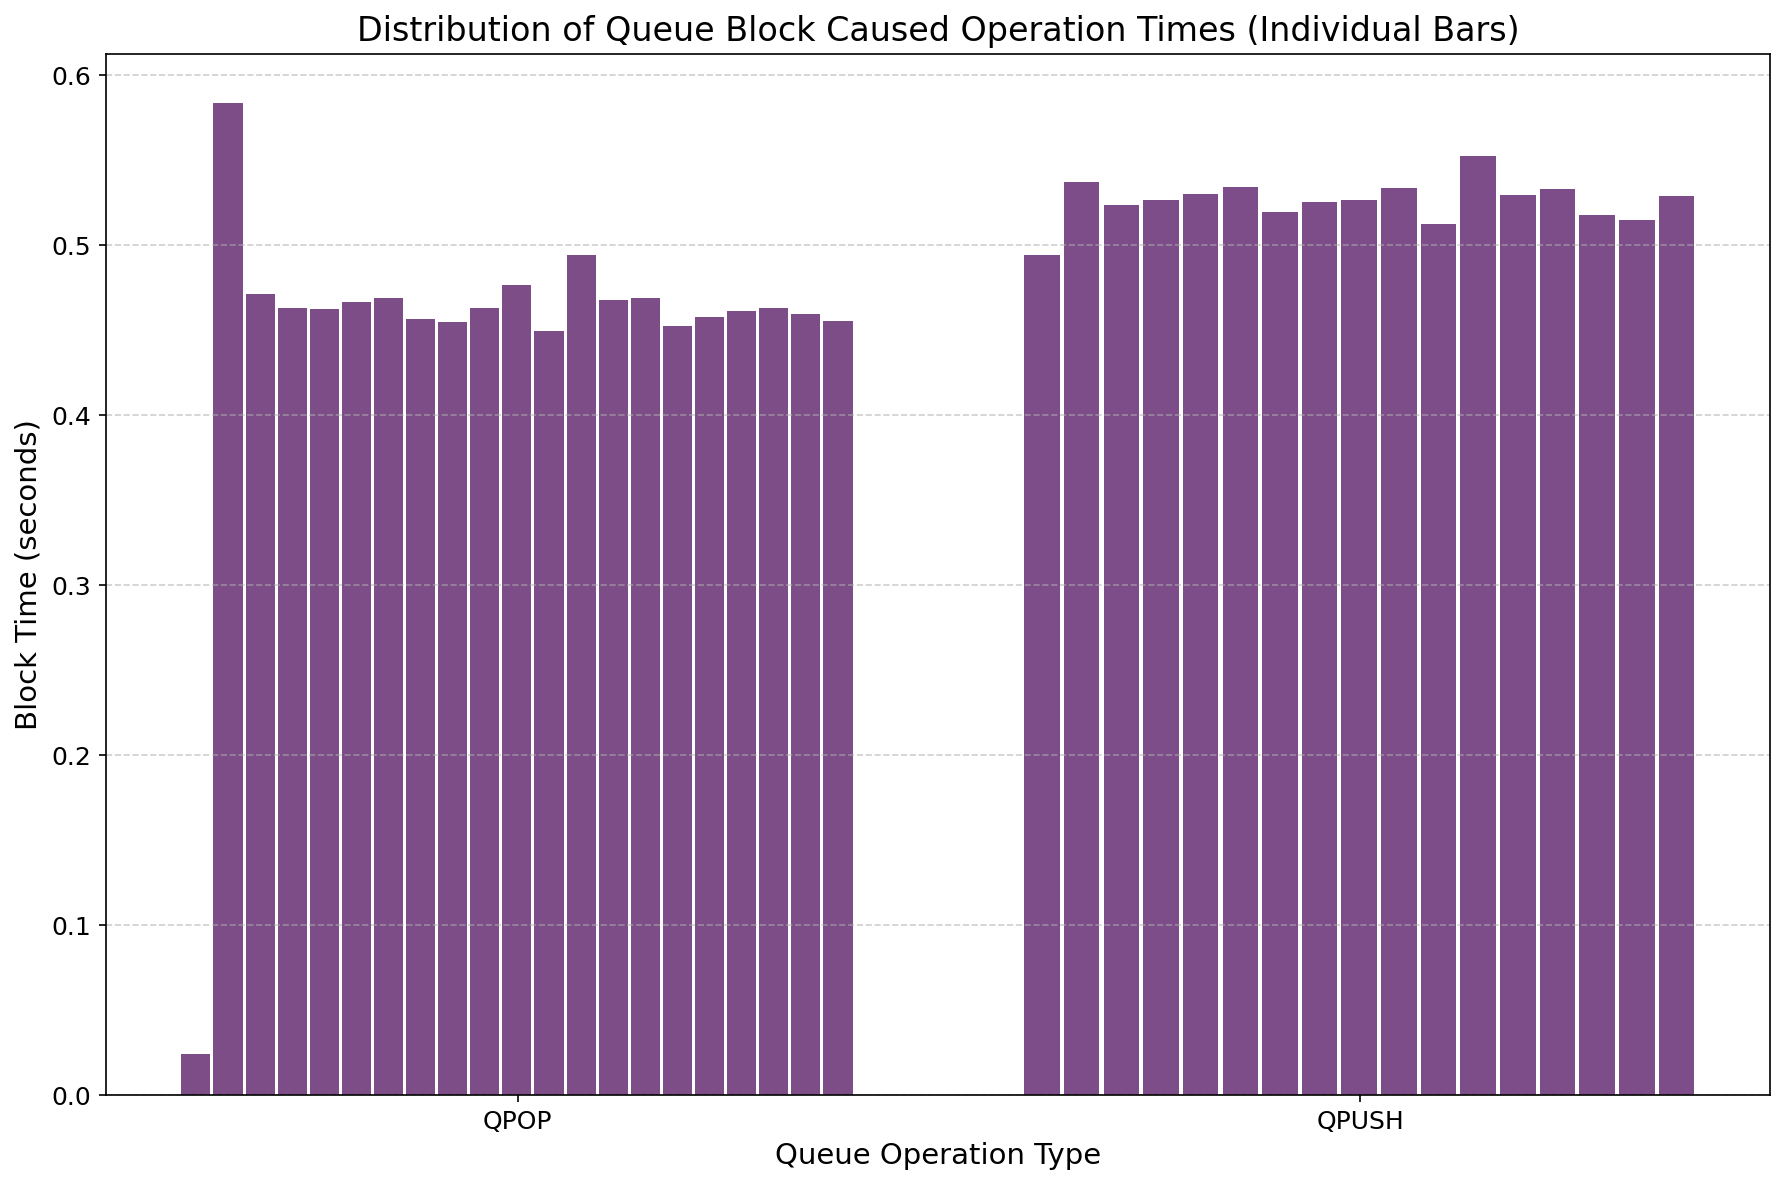 Distribution of Queue Block Caused Operation Times (Individual Bars)
0.6
0.5
0.4
0.3
0.2
0.1
0.0
Block Time (seconds)
QPOP
QPUSH
Queue Operation Type